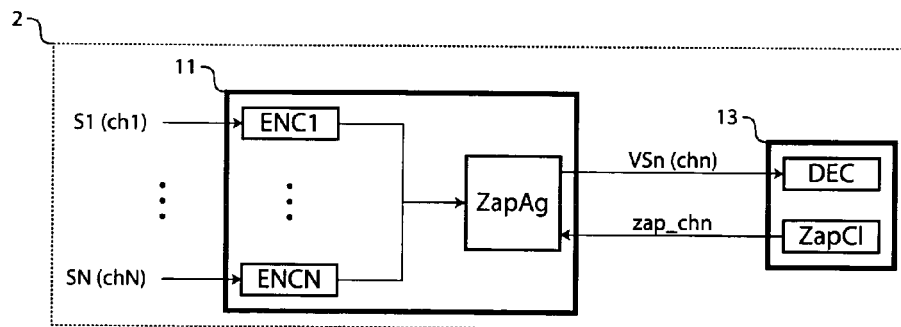 2
11
S1 (ch1)
ENC1
13
VSn (chn)
DEC
ZapAg
zap_chn
ZapCl
SN (chN)
ENCN